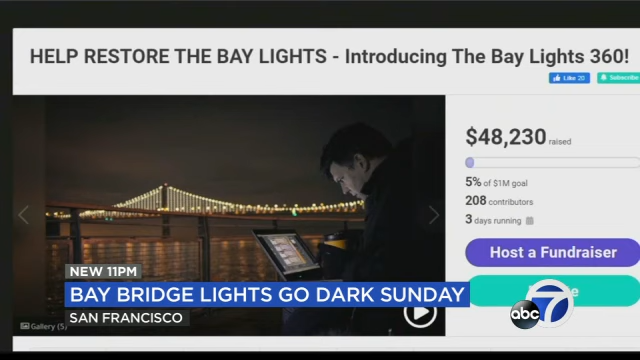 HELP RESTORE THE BAY LIGHTS - Introducing The Bay Lights 360!
Like 20
Subscribe
$48,230 raised
5% of $1M goal
208 contributors
3 days running
Host a Fundraiser
Gallery (5)
NEW 11PM
BAY BRIDGE LIGHTS GO DARK SUNDAY
SAN FRANCISCO
abc 7